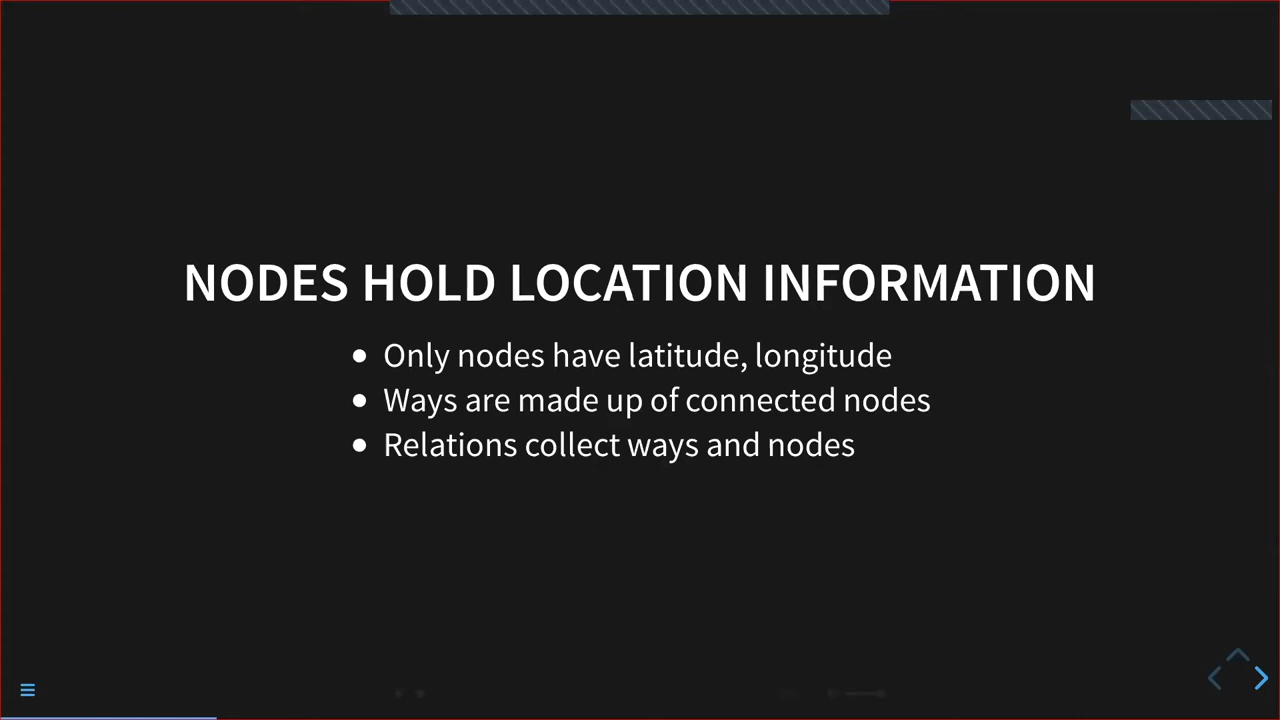 NODES HOLD LOCATION INFORMATION
Only nodes have latitude, longitude
Ways are made up of connected nodes
Relations collect ways and nodes